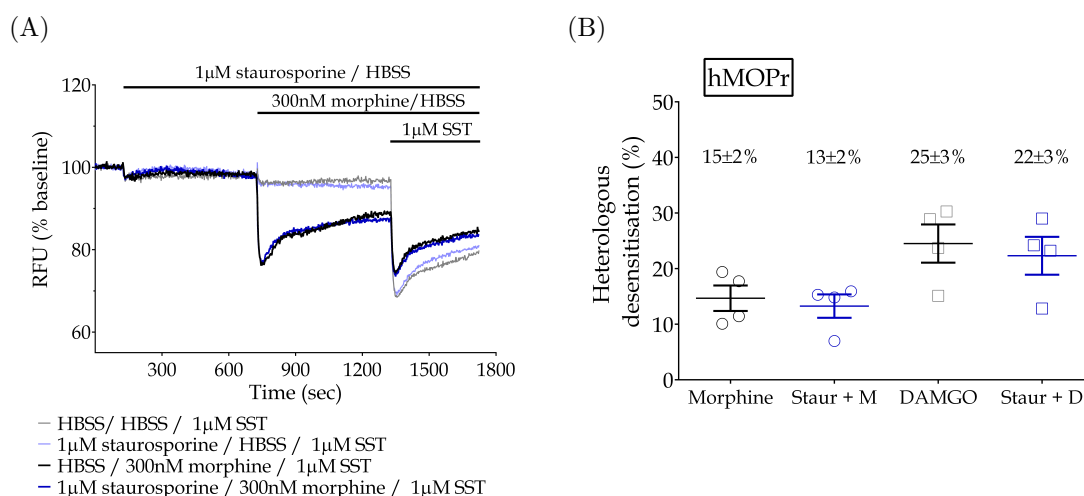 (A)
(B)
1µM staurosporine / HBSS
300nM morphine/HBSS
1µM SST
RFU (% baseline)
120
100
80
60
300
600
900
1200
1500
1800
Time (sec)
HBSS/ HBSS / 1µM SST
1µM staurosporine / HBSS / 1µM SST
HBSS / 300nM morphine / 1µM SST
1µM staurosporine / 300nM morphine / 1µM SST
hMOPr
Heterologous
desensitisation (%)
50
40
30
20
10
0
15±2%
13±2%
25±3%
22±3%
Morphine
Staur + M
DAMGO
Staur + D